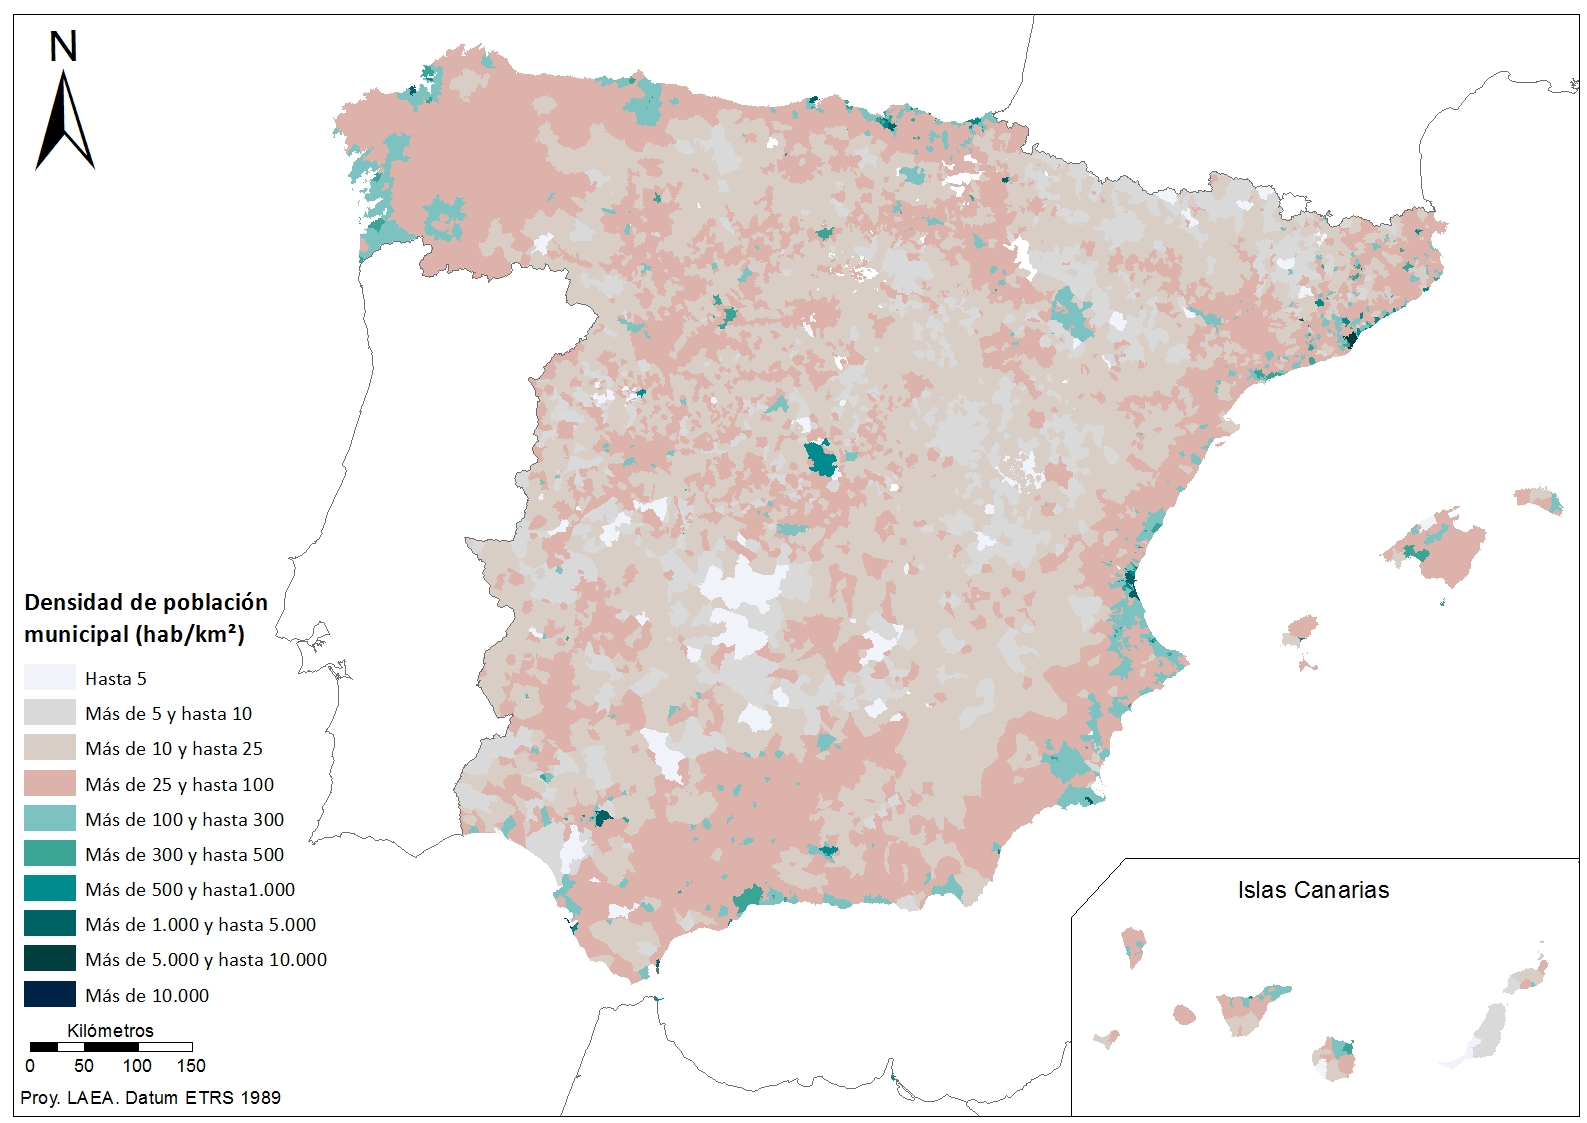 N
Densidad de población
municipal (hab/km²)
Hasta 5
Más de 5 y hasta 10
Más de 10 y hasta 25
Más de 25 y hasta 100
Más de 100 y hasta 300
Más de 300 y hasta 500
Más de 500 y hasta1.000
Más de 1.000 y hasta 5.000
Más de 5.000 y hasta 10.000
Más de 10.000
Kilómetros
0 50 100 150
Proy. LAEA. Datum ETRS 1989
Islas Canarias